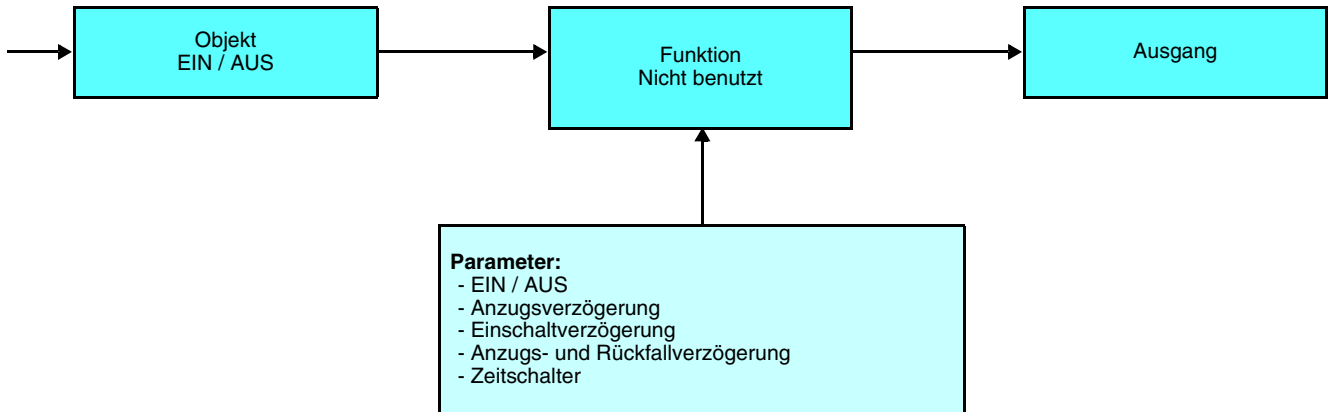 Objekt
EIN / AUS
Funktion
Nicht benutzt
Ausgang
Parameter:
- EIN / AUS
- Anzugsverzögerung
- Einschaltverzögerung
- Anzugs- und Rückfallverzögerung
- Zeitschalter